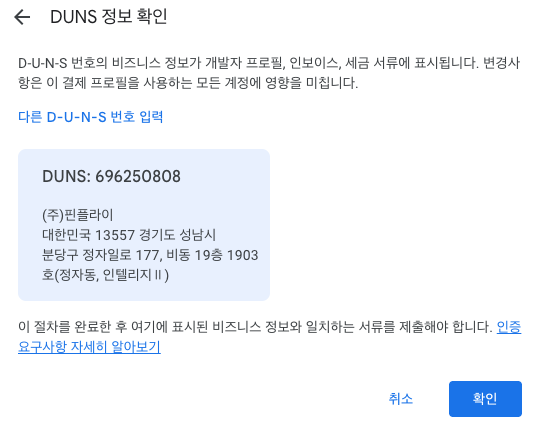 DUNS 정보 확인
D-U-N-S 번호의 비즈니스 정보가 개발자 프로필, 인보이스, 세금 서류에 표시됩니다. 변경사
항은 이 결제 프로필을 사용하는 모든 계정에 영향을 미칩니다.
다른 D-U-N-S 번호 입력
DUNS: 696250808
(주)핀플라이
대한민국 13557 경기도 성남시
분당구 정자일로 177, 비동 19층 1903
호(정자동, 인텔리지Ⅱ)
이 절차를 완료한 후 여기에 표시된 비즈니스 정보와 일치하는 서류를 제출해야 합니다. 인증
요구사항 자세히 알아보기
취소 확인